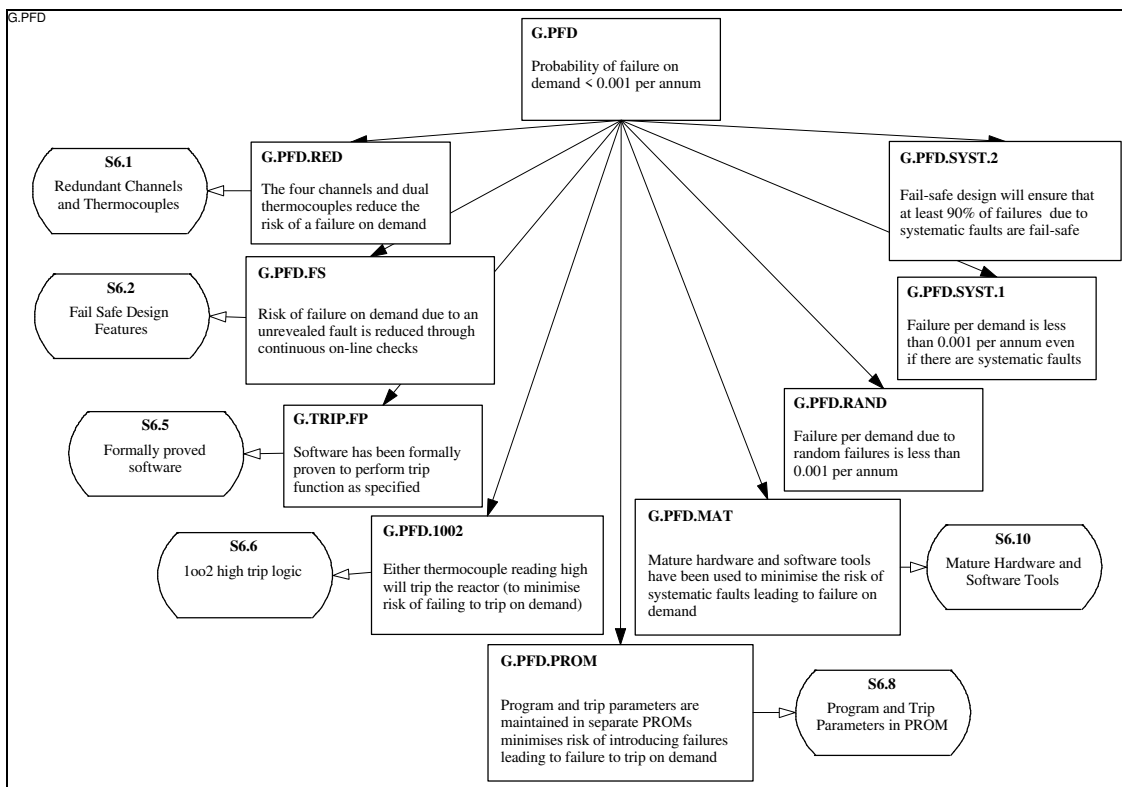 G.PFD
G.PFD
Probability of failure on
demand < 0.001 per annum
S6.1
Redundant Channels
and Thermocouples
G.PFD.RED
The four channels and dual
thermocouples reduce the
risk of a failure on demand
G.PFD.SYST.2
Fail-safe design will ensure that
at least 90% of failures due to
systematic faults are fail-safe
S6.2
Fail Safe Design
Features
G.PFD.FS
Risk of failure on demand due to an
unrevealed fault is reduced through
continuous on-line checks
G.PFD.SYST.1
Failure per demand is less
than 0.001 per annum even
if there are systematic faults
S6.5
Formally proved
software
G.TRIP.FP
Software has been formally
proven to perform trip
function as specified
G.PFD.RAND
Failure per demand due to
random failures is less than
0.001 per annum
S6.6
1oo2 high trip logic
G.PFD.1002
Either thermocouple reading high
will trip the reactor (to minimise
risk of failing to trip on demand)
G.PFD.MAT
Mature hardware and software tools
have been used to minimise the risk of
systematic faults leading to failure on
demand
S6.10
Mature Hardware and
Software Tools
G.PFD.PROM
Program and trip parameters are
maintained in separate PROMs
minimises risk of introducing failures
leading to failure to trip on demand
S6.8
Program and Trip
Parameters in PROM